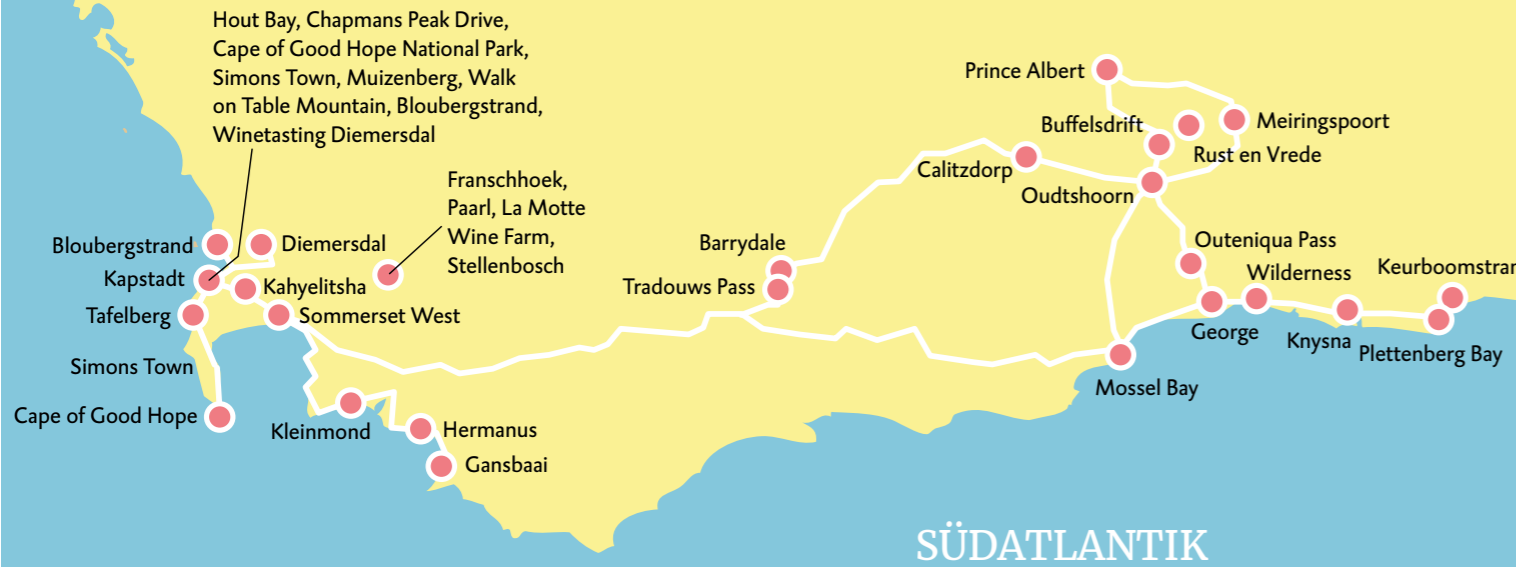 Hout Bay, Chapmans Peak Drive,
Cape of Good Hope National Park,
Simons Town, Muizenberg, Walk
on Table Mountain, Bloubergstrand,
Winetasting Diemersdal
Franschhoek,
Paarl, La Motte
Wine Farm,
Stellenbosch
Prince Albert
Buffelsdrift
Meiringspoort
Rust en Vrede
Calitzdorp
Oudtshoorn
Bloubergstrand
Diemersdal
Barrydale
Outeniqua Pass
Kapstadt
Kahyelitsha
Tradouws Pass
Wilderness
Keurboomstran
Tafelberg
Sommerset West
George
Knysna
Plettenberg Bay
Simons Town
Mossel Bay
Cape of Good Hope
Kleinmond
Hermanus
Gansbaai
SÜDATLANTIK